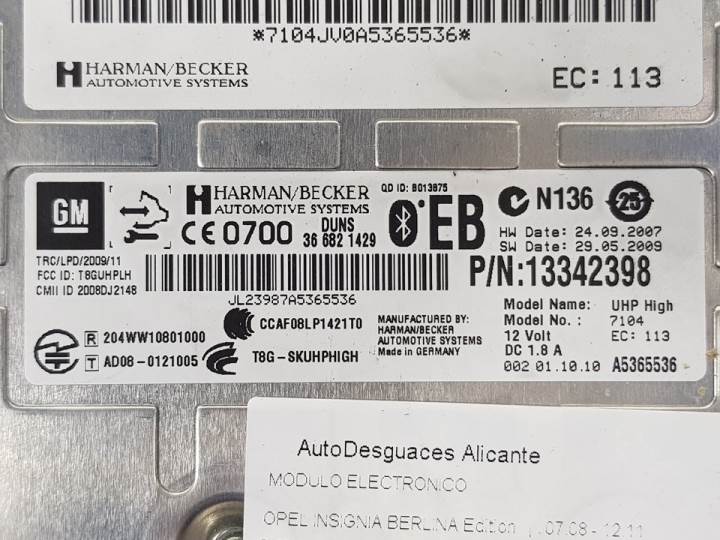 *7104JV0A5365536*
HARMAN/BECKER
AUTOMOTIVE SYSTEMS
EC: 113
GM
HARMAN/BECKER
AUTOMOTIVE SYSTEMS
CE 0700
DUNS
36 682 1429
QD ID: B013875
EB
N136
25
HW Date: 24.09.2007
SW Date: 29.05.2009
P/N:13342398
TRC/LPD/2009/11
FCC ID: T8GUHPLH
CMII ID 2008DJ2148
JL23987A5365536
R 204WW10801000
T AD08-0121005
CCAF08LP1421T0
T8G-SKUHPHIGH
MANUFACTURED BY:
HARMAN/BECKER
AUTOMOTIVE SYSTEMS
Made in GERMANY
Model Name: UHP High
Model No.: 7104
12 Volt EC: 113
DC 1.8 A
002 01.10.10 A5365536
AutoDesguaces Alicante
MODULO ELECTRONICO
OPEL INSIGNIA BERLINA Edition 07.08 - 12.11